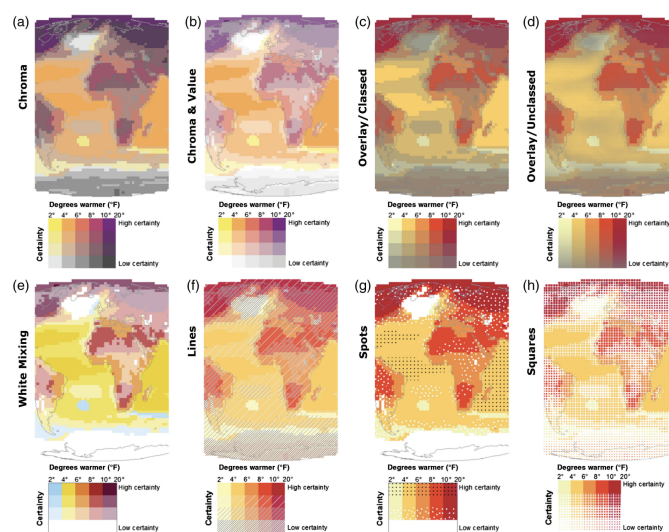 (a) (b) (c) (d)
Chroma
Chroma & Value
Overlay/Classed
Overlay/Unclassed
Degrees warmer (°F) Degrees warmer (°F) Degrees warmer (°F) Degrees warmer (°F)
2° 4° 6° 8° 10° 20° 2° 4° 6° 8° 10° 20° 2° 4° 6° 8° 10° 20° 2° 4° 6° 8° 10° 20°
High certainty High certainty High certainty High certainty
Certainty Certainty Certainty Certainty
Low certainty Low certainty Low certainty Low certainty
(e) (f) (g) (h)
White Mixing
Lines
Spots
Squares
Degrees warmer (°F) Degrees warmer (°F) Degrees warmer (°F) Degrees warmer (°F)
2° 4° 6° 8° 10° 20° 2° 4° 6° 8° 10° 20° 2° 4° 6° 8° 10° 20° 2° 4° 6° 8° 10° 20°
High certainty High certainty High certainty High certainty
Certainty Certainty Certainty Certainty
Low certainty Low certainty Low certainty Low certainty